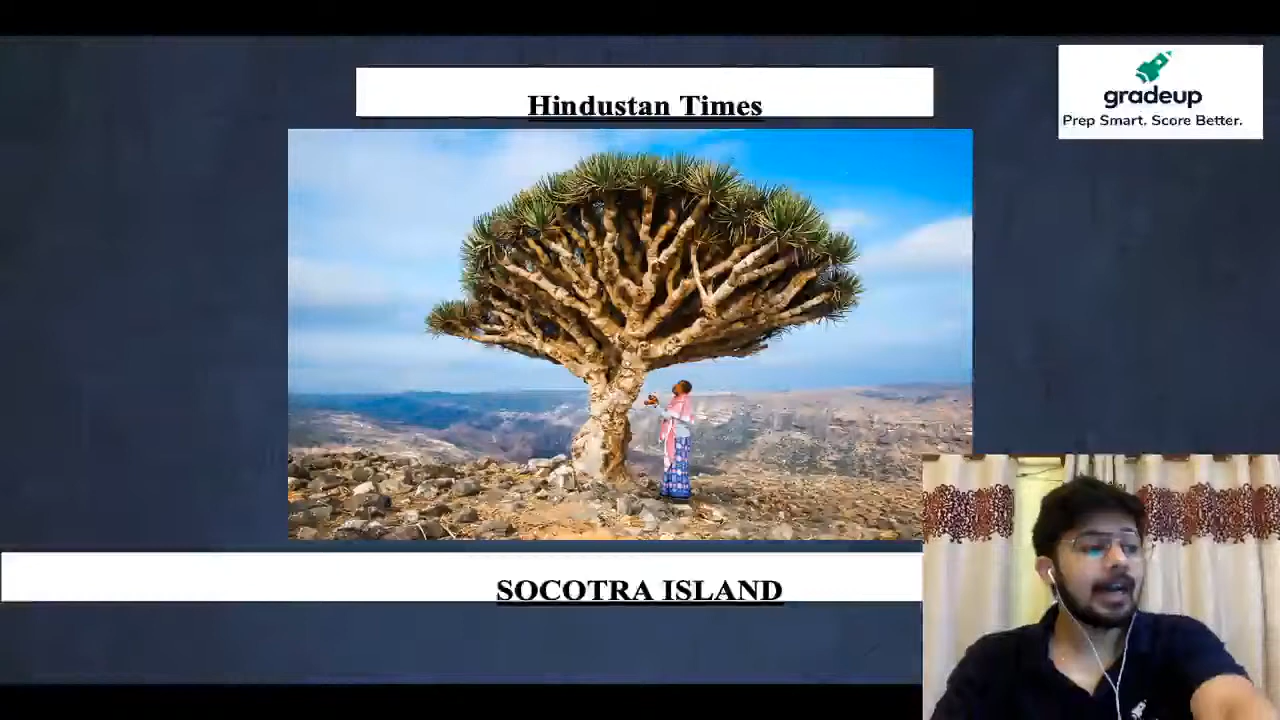 Hindustan Times
gradeup
Prep Smart. Score Better.
SOCOTRA ISLAND